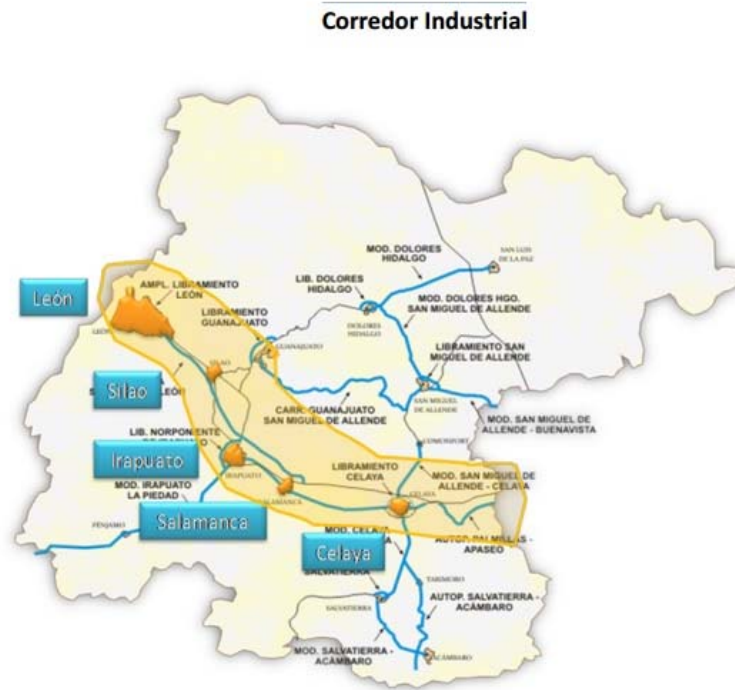 Corredor Industrial
MOD. DOLORES
HIDALGO
SAN LUIS
DE LA PAZ
LIB. DOLORES
HIDALGO
León
AMPL. LIBRAMIENTO
LEÓN
LIBRAMIENTO
GUANAJUATO
MOD. DOLORES HGO.
SAN MIGUEL DE ALLENDE
DOLORES
HIDALGO
GUANAJUATO
LIBRAMIENTO SAN
MIGUEL DE ALLENDE
SILAO
Silao
LEÓN
CARR. GUANAJUATO
SAN MIGUEL DE ALLENDE
SAN MIGUEL
DE ALLENDE
MOD. SAN MIGUEL DE
ALLENDE - BUENAVISTA
LIB. NORPONIENTE
Irapuato
COMONFORT
LIBRAMIENTO
CELAYA
MOD. SAN MIGUEL DE
ALLENDE - CELAYA
IRAPUATO
MOD. IRAPUATO
LA PIEDAD
SALAMANCA
CELAYA
Salamanca
PÉNJAMO
MOD. CELAYA
SALVATIERRA
Celaya
AUTOP. PALMILLAS -
APASEO
TARIMORO
SALVATIERRA
AUTOP. SALVATIERRA -
ACÁMBARO
MOD. SALVATIERRA -
ACÁMBARO
ACÁMBARO